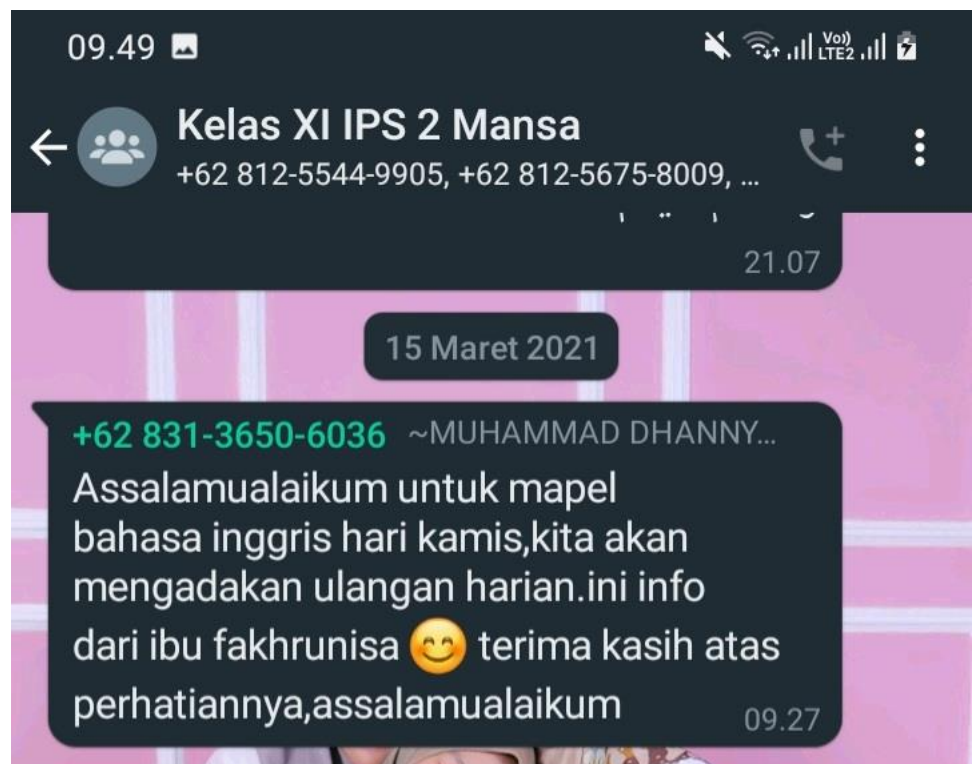 09.49
Vo)) LTE2
Kelas XI IPS 2 Mansa
+62 812-5544-9905, +62 812-5675-8009, ...
21.07
15 Maret 2021
+62 831-3650-6036 ~MUHAMMAD DHANNY...
Assalamualaikum untuk mapel
bahasa inggris hari kamis,kita akan
mengadakan ulangan harian.ini info
dari ibu fakhrunisa 😊 terima kasih atas
perhatiannya,assalamualaikum
09.27